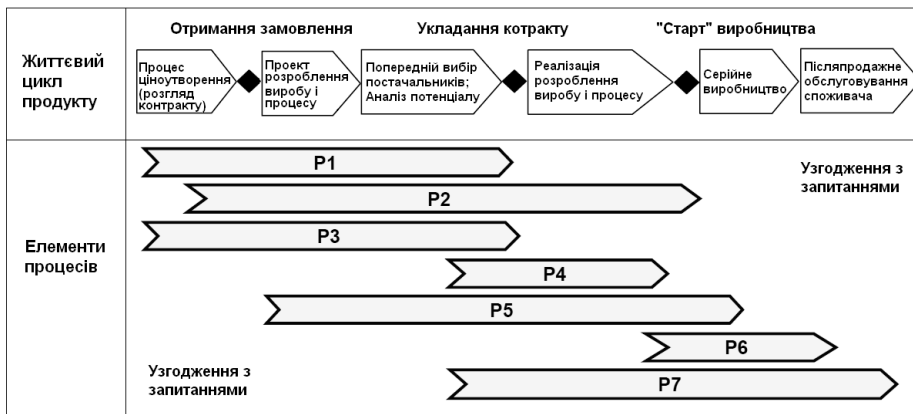 Отримання замовлення
Укладання котракту
"Старт" виробництва
Життєвий
цикл
продукту
Процес
ціноутворення
(розгляд
контракту)
Проект
розроблення
виробу і
процесу
Попередній вибір
постачальників;
Аналіз потенціалу
Реалізація
розроблення
виробу і процесу
Серійне
виробництво
Післяпродажне
обслуговування
споживача
Елементи
процесів
P1
P2
P3
P4
P5
P6
P7
Узгодження з
запитаннями
Узгодження з
запитаннями